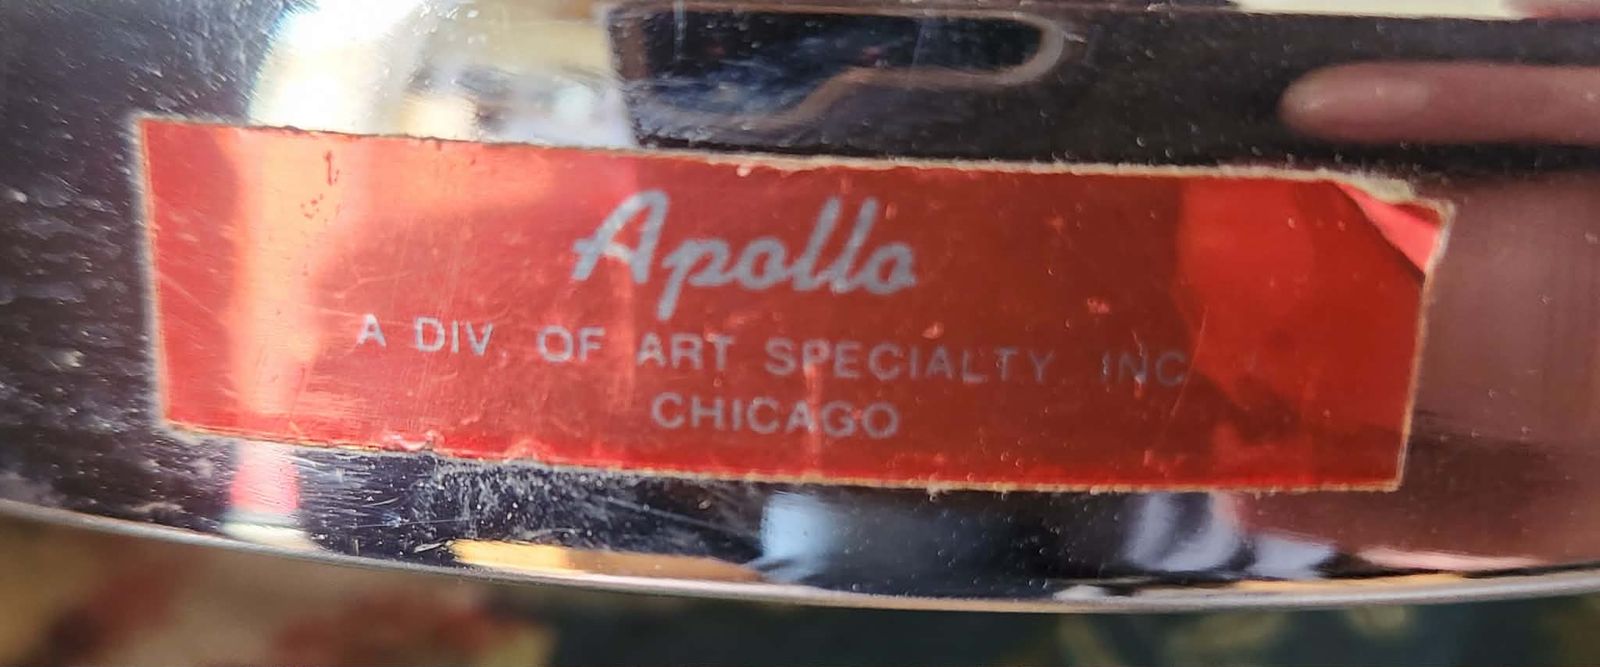 Apollo
A DIV. OF ART SPECIALTY INC
CHICAGO